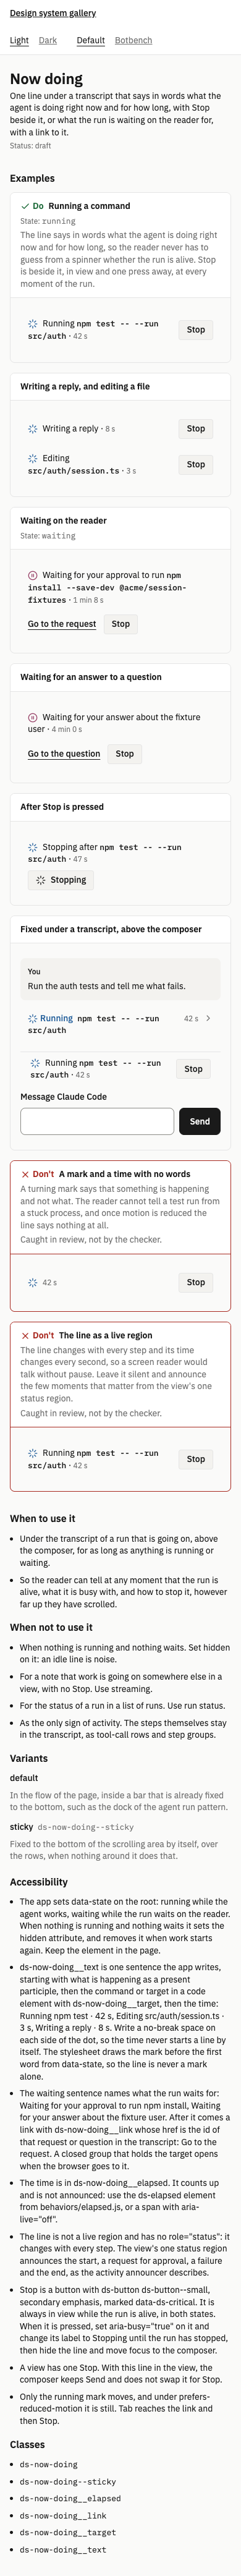 Design system gallery
Light Dark Default Botbench
Now doing
One line under a transcript that says in words what the
agent is doing right now and for how long, with Stop
beside it, or what the run is waiting on the reader for,
with a link to it.
Status: draft
Examples
Do Running a command
State: running
The line says in words what the agent is doing right
now and for how long, so the reader never has to
guess from a spinner whether the run is alive. Stop
is beside it, in view and one press away, at every
moment of the run.
Running npm test -- --run
src/auth · 42 s
Stop
Writing a reply, and editing a file
Writing a reply · 8 s
Stop
Editing
src/auth/session.ts · 3 s
Stop
Waiting on the reader
State: waiting
Waiting for your approval to run npm
install --save-dev @acme/session-
fixtures · 1 min 8 s
Go to the request Stop
Waiting for an answer to a question
Waiting for your answer about the fixture
user · 4 min 0 s
Go to the question Stop
After Stop is pressed
Stopping after npm test -- --run
src/auth · 47 s
Stopping
Fixed under a transcript, above the composer
You
Run the auth tests and tell me what fails.
Running npm test -- --run
src/auth
42 s
Running npm test -- --run
src/auth · 42 s
Stop
Message Claude Code
Send
Don't A mark and a time with no words
A turning mark says that something is happening
and not what. The reader cannot tell a test run from
a stuck process, and once motion is reduced the
line says nothing at all.
Caught in review, not by the checker.
42 s
Stop
Don't The line as a live region
The line changes with every step and its time
changes every second, so a screen reader would
talk without pause. Leave it silent and announce
the few moments that matter from the view's one
status region.
Caught in review, not by the checker.
Running npm test -- --run
src/auth · 42 s
Stop
When to use it
• Under the transcript of a run that is going on, above
the composer, for as long as anything is running or
waiting.
• So the reader can tell at any moment that the run is
alive, what it is busy with, and how to stop it, however
far up they have scrolled.
When not to use it
• When nothing is running and nothing waits. Set hidden
on it: an idle line is noise.
• For a note that work is going on somewhere else in a
view, with no Stop. Use streaming.
• For the status of a run in a list of runs. Use run status.
• As the only sign of activity. The steps themselves stay
in the transcript, as tool-call rows and step groups.
Variants
default
In the flow of the page, inside a bar that is already fixed
to the bottom, such as the dock of the agent run pattern.
sticky ds-now-doing--sticky
Fixed to the bottom of the scrolling area by itself, over
the rows, when nothing around it does that.
Accessibility
• The app sets data-state on the root: running while the
agent works, waiting while the run waits on the reader.
When nothing is running and nothing waits it sets the
hidden attribute, and removes it when work starts
again. Keep the element in the page.
• ds-now-doing__text is one sentence the app writes,
starting with what is happening as a present
participle, then the command or target in a code
element with ds-now-doing__target, then the time:
Running npm test · 42 s, Editing src/auth/session.ts ·
3 s, Writing a reply · 8 s. Write a no-break space on
each side of the dot, so the time never starts a line by
itself. The stylesheet draws the mark before the first
word from data-state, so the line is never a mark
alone.
• The waiting sentence names what the run waits for:
Waiting for your approval to run npm install, Waiting
for your answer about the fixture user. After it comes a
link with ds-now-doing__link whose href is the id of
that request or question in the transcript: Go to the
request. A closed group that holds the target opens
when the browser goes to it.
• The time is in ds-now-doing__elapsed. It counts up
and is not announced: use the ds-elapsed element
from behaviors/elapsed.js, or a span with aria-
live="off".
• The line is not a live region and has no role="status": it
changes with every step. The view's one status region
announces the start, a request for approval, a failure
and the end, as the activity announcer describes.
• Stop is a button with ds-button ds-button--small,
secondary emphasis, marked data-ds-critical. It is
always in view while the run is alive, in both states.
When it is pressed, set aria-busy="true" on it and
change its label to Stopping until the run has stopped,
then hide the line and move focus to the composer.
• A view has one Stop. With this line in the view, the
composer keeps Send and does not swap it for Stop.
• Only the running mark moves, and under prefers-
reduced-motion it is still. Tab reaches the link and
then Stop.
Classes
• ds-now-doing
• ds-now-doing--sticky
• ds-now-doing__elapsed
• ds-now-doing__link
• ds-now-doing__target
• ds-now-doing__text